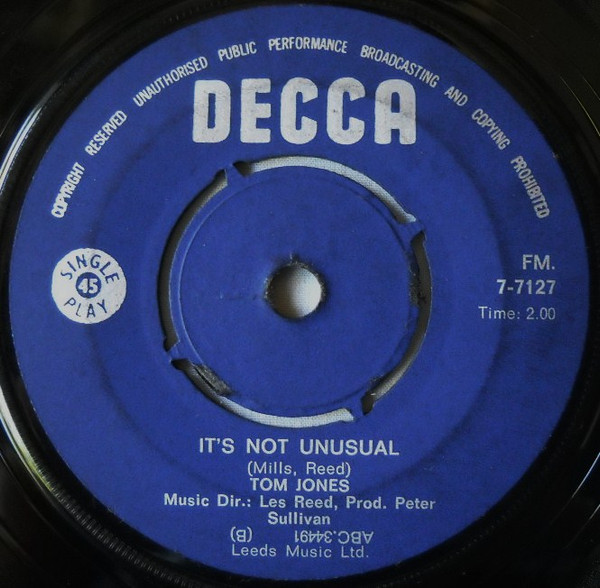 COPYRIGHT RESERVED UNAUTHORISED PUBLIC PERFORMANCE BROADCASTING AND COPYING PROHIBITED
DECCA
SINGLE
45
PLAY
FM.
7-7127
Time: 2.00
IT'S NOT UNUSUAL
(Mills, Reed)
TOM JONES
Music Dir.: Les Reed, Prod. Peter
Sullivan
ABC.34491 (B)
Leeds Music Ltd.